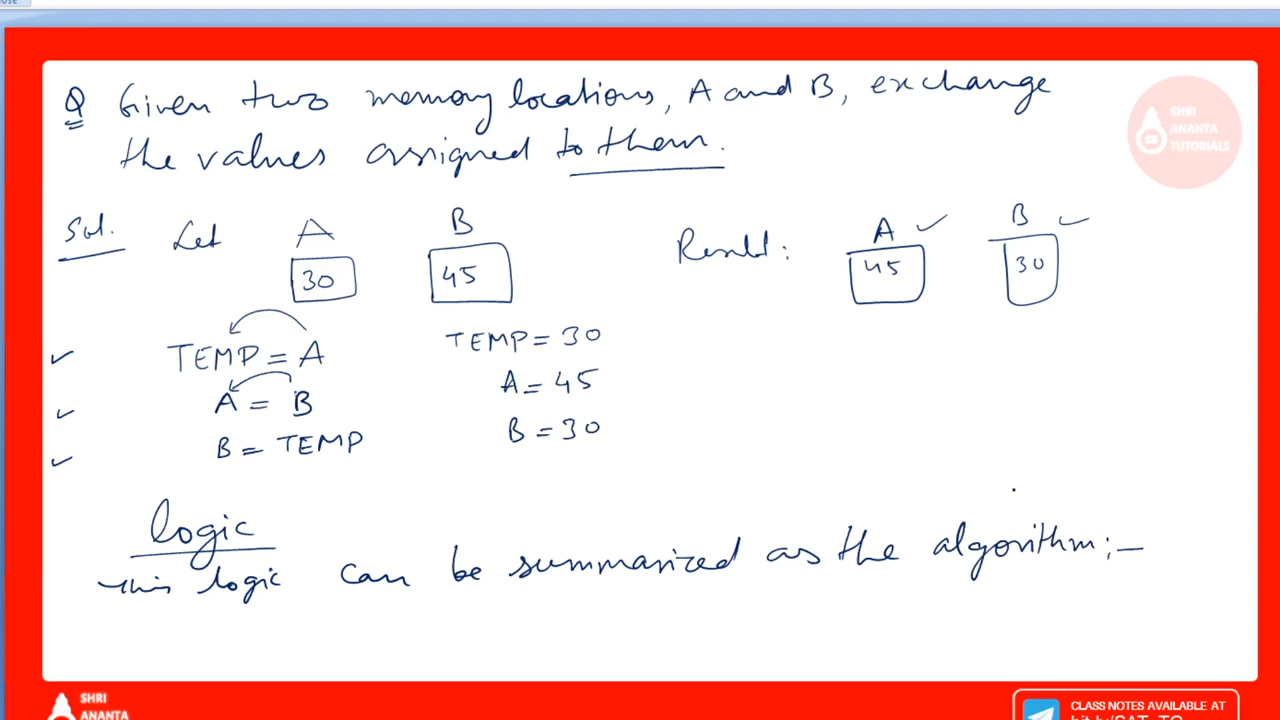 Q Given two memory locations, A and B, exchange
the values assigned to them.
SHRI
ANANTA
TUTORIALS
Sol. Let A B Result: A B
30 45 45 30
TEMP = A TEMP = 30
A = B A = 45
B = TEMP B = 30
logic
This logic can be summarized as the algorithm:-
SHRI
ANANTA
CLASS NOTES AVAILABLE AT